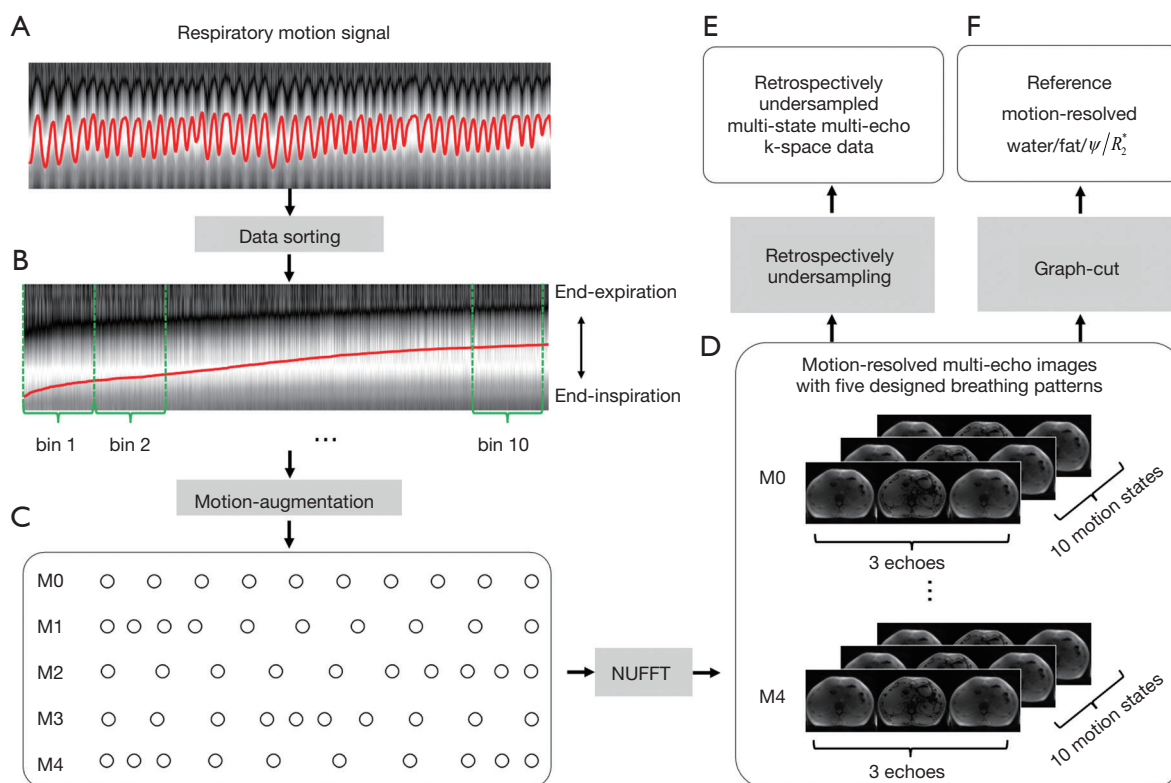 A
Respiratory motion signal
Data sorting
B
End-expiration
End-inspiration
bin 1
bin 2
...
bin 10
Motion-augmentation
C
M0
M1
M2
M3
M4
NUFFT
D
Motion-resolved multi-echo images
with five designed breathing patterns
M0
10 motion states
3 echoes
...
M4
10 motion states
3 echoes
Retrospectively
undersampling
Graph-cut
E
Retrospectively
undersampled
multi-state multi-echo
k-space data
F
Reference
motion-resolved
water/fat/ψ/R₂*